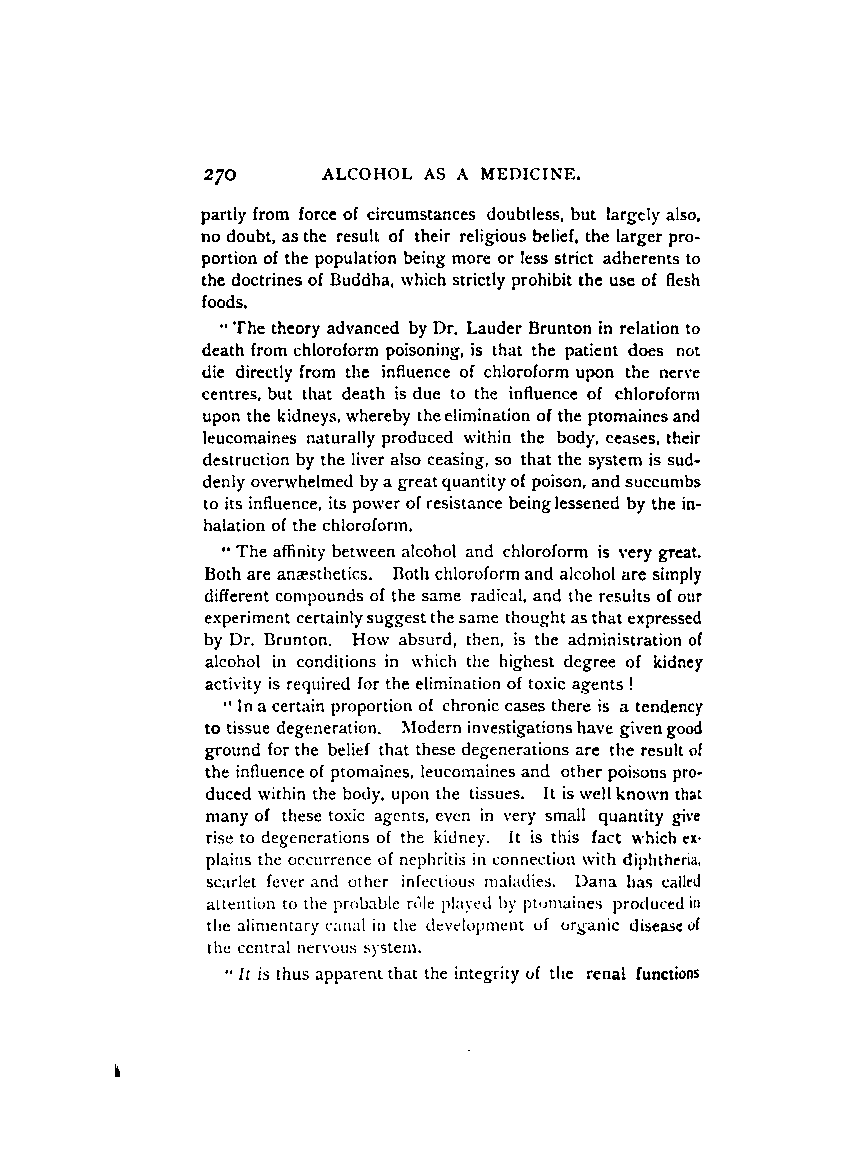 270 ALCOHOL AS A MEDICINE.
partly from force of circumstances doubtless, but largely also,
no doubt, as the result of their religious belief, the larger pro-
portion of the population being more or less strict adherents to
the doctrines of Buddha, which strictly prohibit the use of flesh
foods.
" The theory advanced by Dr. Lauder Brunton in relation to
death from chloroform poisoning, is that the patient does not
die directly from the influence of chloroform upon the nerve
centres, but that death is due to the influence of chloroform
upon the kidneys, whereby the elimination of the ptomaines and
leucomaines naturally produced within the body, ceases, their
destruction by the liver also ceasing, so that the system is sud-
denly overwhelmed by a great quantity of poison, and succumbs
to its influence, its power of resistance being lessened by the in-
halation of the chloroform.
" The affinity between alcohol and chloroform is very great.
Both are anæsthetics. Both chloroform and alcohol are simply
different compounds of the same radical, and the results of our
experiment certainly suggest the same thought as that expressed
by Dr. Brunton. How absurd, then, is the administration of
alcohol in conditions in which the highest degree of kidney
activity is required for the elimination of toxic agents !
" In a certain proportion of chronic cases there is a tendency
to tissue degeneration. Modern investigations have given good
ground for the belief that these degenerations are the result of
the influence of ptomaines, leucomaines and other poisons pro-
duced within the body, upon the tissues. It is well known that
many of these toxic agents, even in very small quantity give
rise to degenerations of the kidney. It is this fact which ex-
plains the occurrence of nephritis in connection with diphtheria,
scarlet fever and other infectious maladies. Dana has called
attention to the probable rôle played by ptomaines produced in
the alimentary canal in the development of organic disease of
the central nervous system.
" It is thus apparent that the integrity of the renal functions